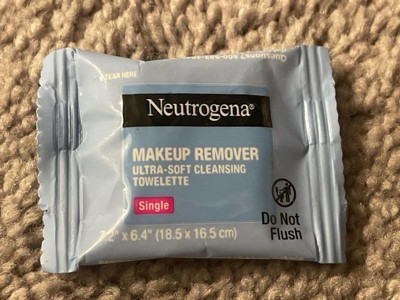 TEAR HERE
Neutrogena®
MAKEUP REMOVER
ULTRA-SOFT CLEANSING
TOWELETTE
Single
Do Not
Flush
7.2" x 6.4" (18.5 x 16.5 cm)